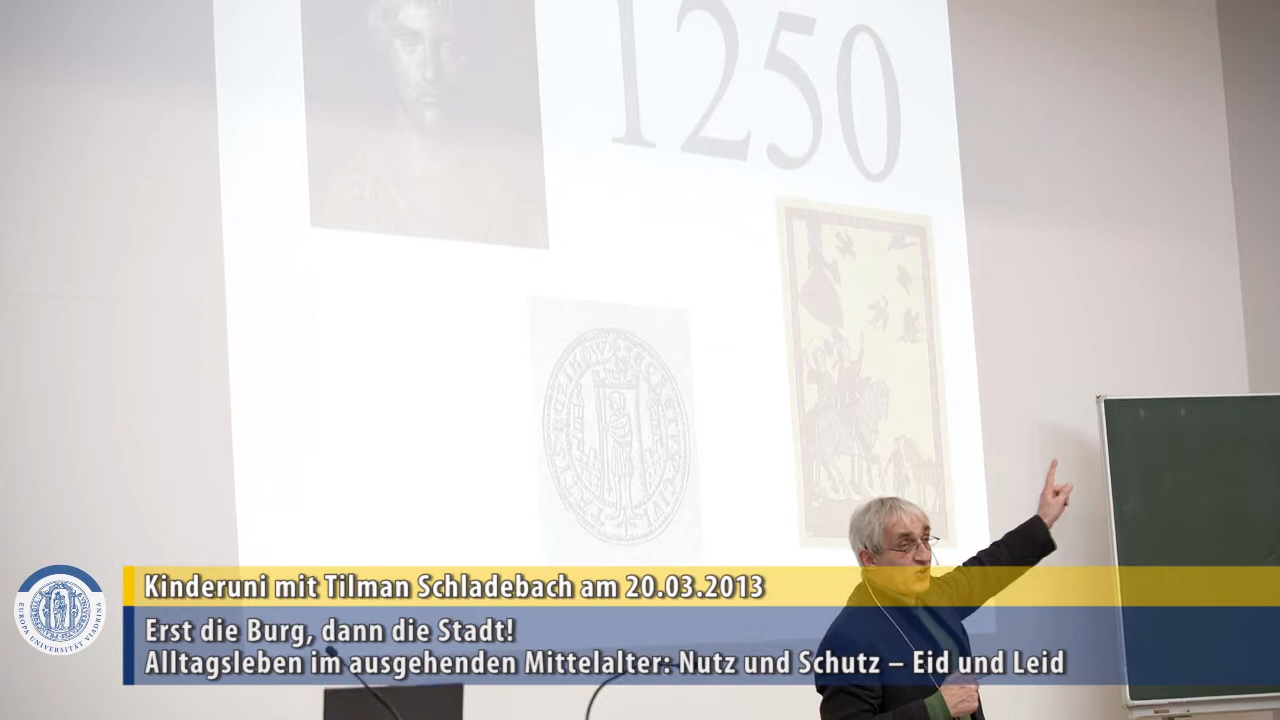 1250
Kinderuni mit Tilman Schladebach am 20.03.2013
EUROPA UNIVERSITÄT VIADRINA
Erst die Burg, dann die Stadt!
Alltagsleben im ausgehenden Mittelalter: Nutz und Schutz – Eid und Leid